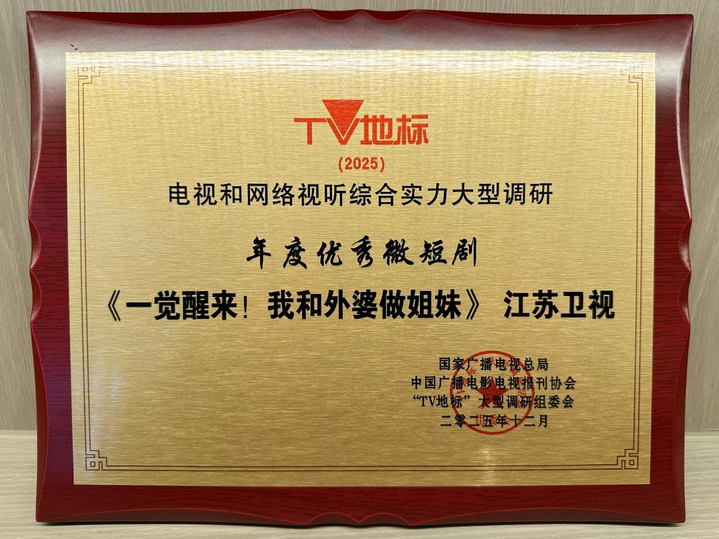 TV地标
(2025)
电视和网络视听综合实力大型调研
年度优秀微短剧
《一觉醒来！我和外婆做姐妹》 江苏卫视
国家广播电视总局
中国广播电影电视报刊协会
“TV地标”大型调研组委会
二零二五年十二月